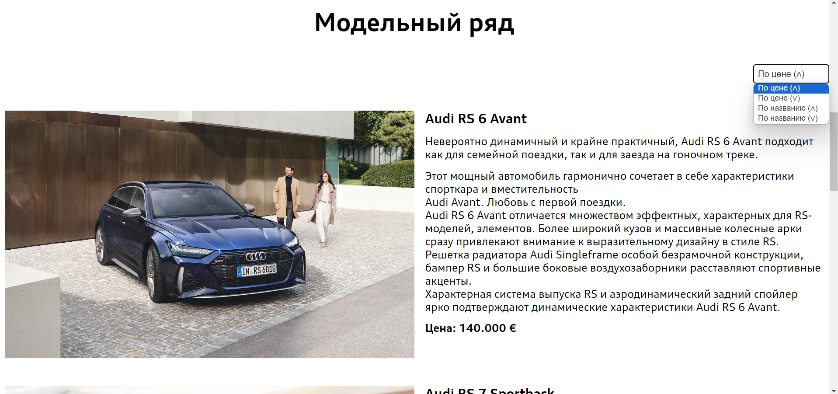 Модельный ряд
По цене (ʌ)
По цене (ʌ)
По цене (v)
По названию (ʌ)
По названию (v)
Audi RS 6 Avant
Невероятно динамичный и крайне практичный, Audi RS 6 Avant подходит
как для семейной поездки, так и для заезда на гоночном треке.
Этот мощный автомобиль гармонично сочетает в себе характеристики
спорткара и вместительность
Audi Avant. Любовь с первой поездки.
Audi RS 6 Avant отличается множеством эффектных, характерных для RS-
моделей, элементов. Более широкий кузов и массивные колесные арки
сразу привлекают внимание к выразительному дизайну в стиле RS.
Решетка радиатора Audi Singleframe особой безрамочной конструкции,
бампер RS и большие боковые воздухозаборники расставляют спортивные
акценты.
Характерная система выпуска RS и аэродинамический задний спойлер
ярко подтверждают динамические характеристики Audi RS 6 Avant.
Цена: 140.000 €
IN·RS 6020
Audi RS 7 Sportback